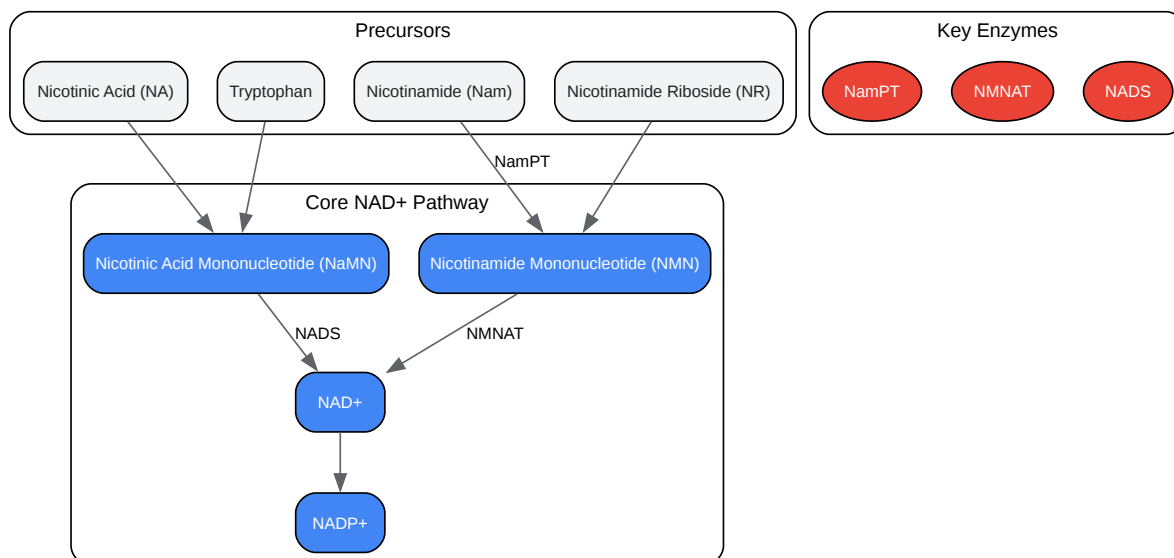 Precursors
Key Enzymes
Nicotinic Acid (NA)
Tryptophan
Nicotinamide (Nam)
Nicotinamide Riboside (NR)
NamPT
NMNAT
NADS
NamPT
Core NAD+ Pathway
Nicotinic Acid Mononucleotide (NaMN)
Nicotinamide Mononucleotide (NMN)
NADS
NMNAT
NAD+
NADP+